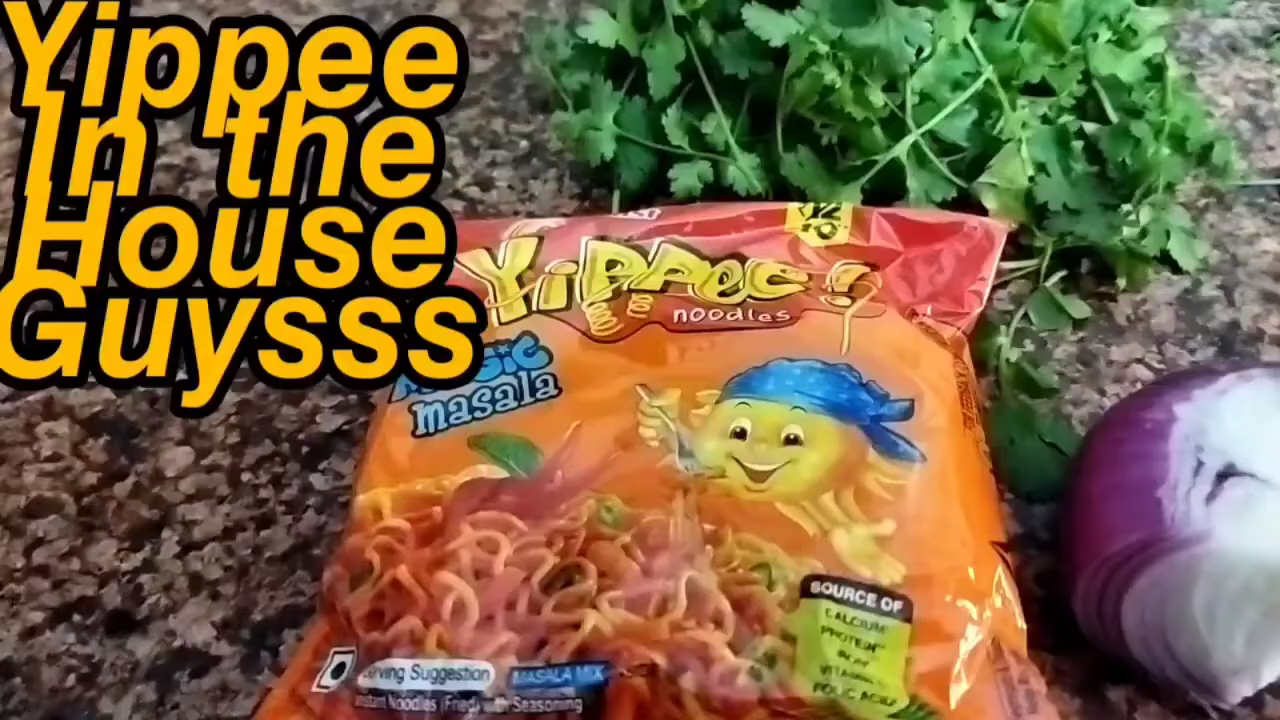 Yippee
In the
House
Guysss
Yippee!
noodles
Magic
masala
SOURCE OF
CALCIUM
PROTEIN
FOLIC ACID
Serving Suggestion
MASALA MIX
Instant Noodles (Fried) with Seasoning